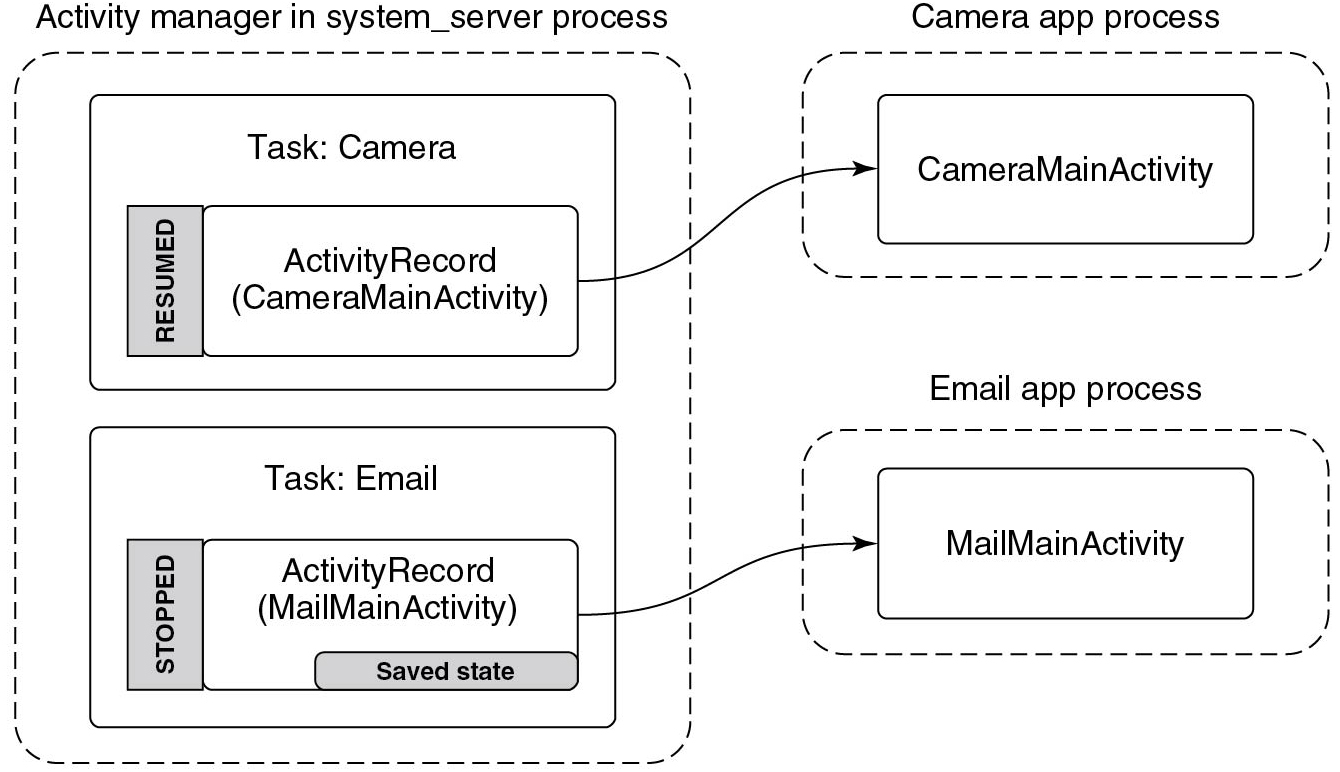 Activity manager in system_server process
Camera app process
Task: Camera
RESUMED
ActivityRecord
(CameraMainActivity)
CameraMainActivity
Email app process
Task: Email
STOPPED
ActivityRecord
(MailMainActivity)
Saved state
MailMainActivity